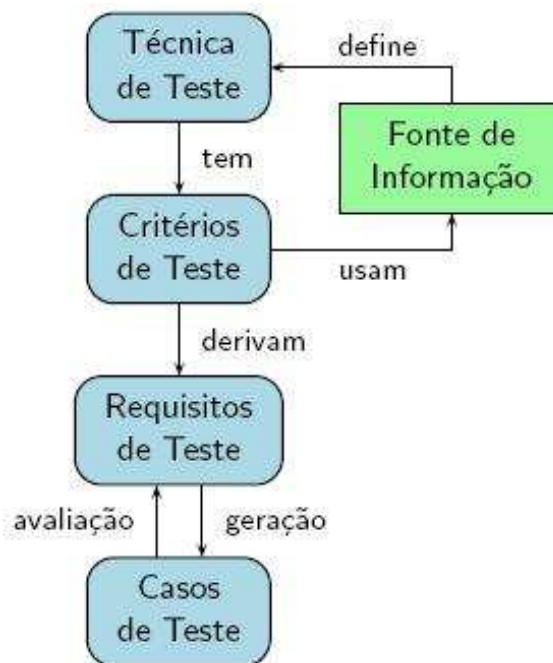 Técnica
de Teste
define
Fonte de
Informação
tem
Critérios
de Teste
usam
derivam
Requisitos
de Teste
avaliação
geração
Casos
de Teste